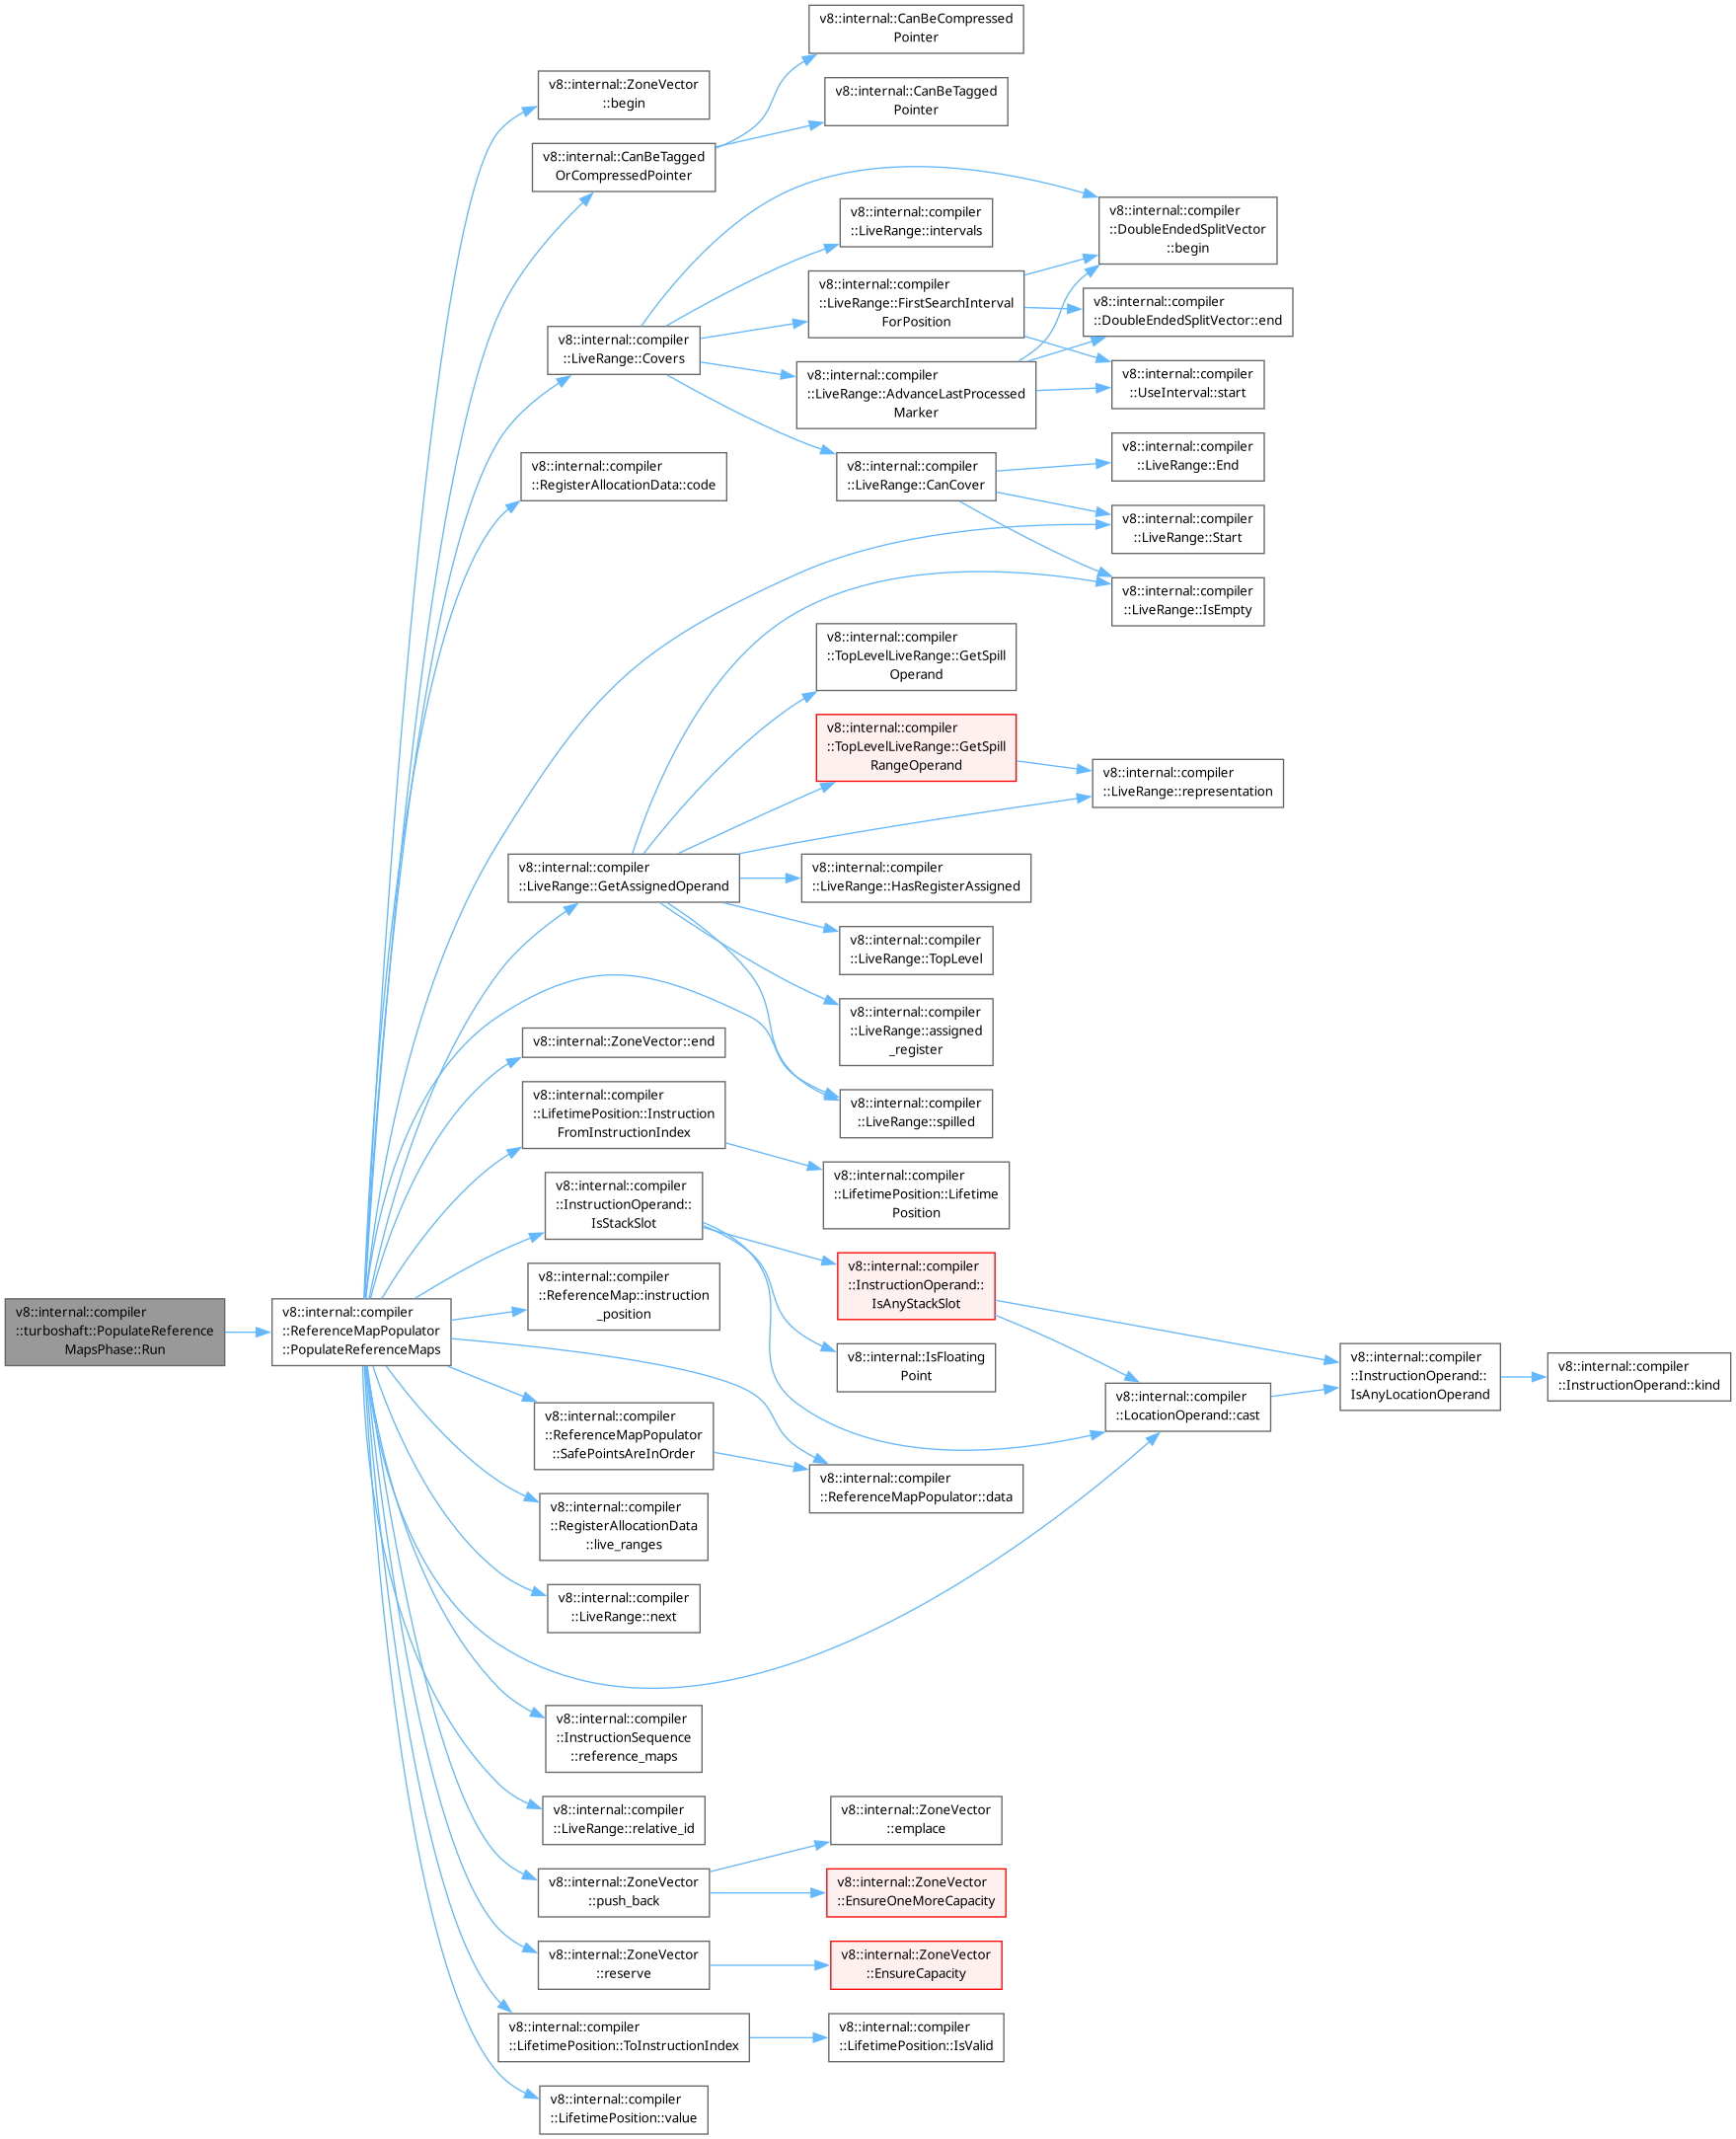 v8::internal::CanBeCompressed
Pointer
v8::internal::ZoneVector
::begin
v8::internal::CanBeTagged
Pointer
v8::internal::CanBeTagged
OrCompressedPointer
v8::internal::compiler
::DoubleEndedSplitVector
::begin
v8::internal::compiler
::LiveRange::intervals
v8::internal::compiler
::LiveRange::FirstSearchInterval
ForPosition
v8::internal::compiler
::DoubleEndedSplitVector::end
v8::internal::compiler
::LiveRange::Covers
v8::internal::compiler
::LiveRange::AdvanceLastProcessed
Marker
v8::internal::compiler
::UseInterval::start
v8::internal::compiler
::LiveRange::End
v8::internal::compiler
::RegisterAllocationData::code
v8::internal::compiler
::LiveRange::CanCover
v8::internal::compiler
::LiveRange::Start
v8::internal::compiler
::LiveRange::IsEmpty
v8::internal::compiler
::TopLevelLiveRange::GetSpill
Operand
v8::internal::compiler
::TopLevelLiveRange::GetSpill
RangeOperand
v8::internal::compiler
::LiveRange::representation
v8::internal::compiler
::LiveRange::GetAssignedOperand
v8::internal::compiler
::LiveRange::HasRegisterAssigned
v8::internal::compiler
::LiveRange::TopLevel
v8::internal::compiler
::LiveRange::assigned
_register
v8::internal::ZoneVector::end
v8::internal::compiler
::LiveRange::spilled
v8::internal::compiler
::LifetimePosition::Instruction
FromInstructionIndex
v8::internal::compiler
::LifetimePosition::Lifetime
Position
v8::internal::compiler
::InstructionOperand::
IsStackSlot
v8::internal::compiler
::InstructionOperand::
IsAnyStackSlot
v8::internal::compiler
::ReferenceMap::instruction
_position
v8::internal::compiler
::turboshaft::PopulateReference
MapsPhase::Run
v8::internal::compiler
::ReferenceMapPopulator
::PopulateReferenceMaps
v8::internal::IsFloating
Point
v8::internal::compiler
::InstructionOperand::
IsAnyLocationOperand
v8::internal::compiler
::InstructionOperand::kind
v8::internal::compiler
::LocationOperand::cast
v8::internal::compiler
::ReferenceMapPopulator
::SafePointsAreInOrder
v8::internal::compiler
::ReferenceMapPopulator::data
v8::internal::compiler
::RegisterAllocationData
::live_ranges
v8::internal::compiler
::LiveRange::next
v8::internal::compiler
::InstructionSequence
::reference_maps
v8::internal::compiler
::LiveRange::relative_id
v8::internal::ZoneVector
::emplace
v8::internal::ZoneVector
::push_back
v8::internal::ZoneVector
::EnsureOneMoreCapacity
v8::internal::ZoneVector
::reserve
v8::internal::ZoneVector
::EnsureCapacity
v8::internal::compiler
::LifetimePosition::ToInstructionIndex
v8::internal::compiler
::LifetimePosition::IsValid
v8::internal::compiler
::LifetimePosition::value